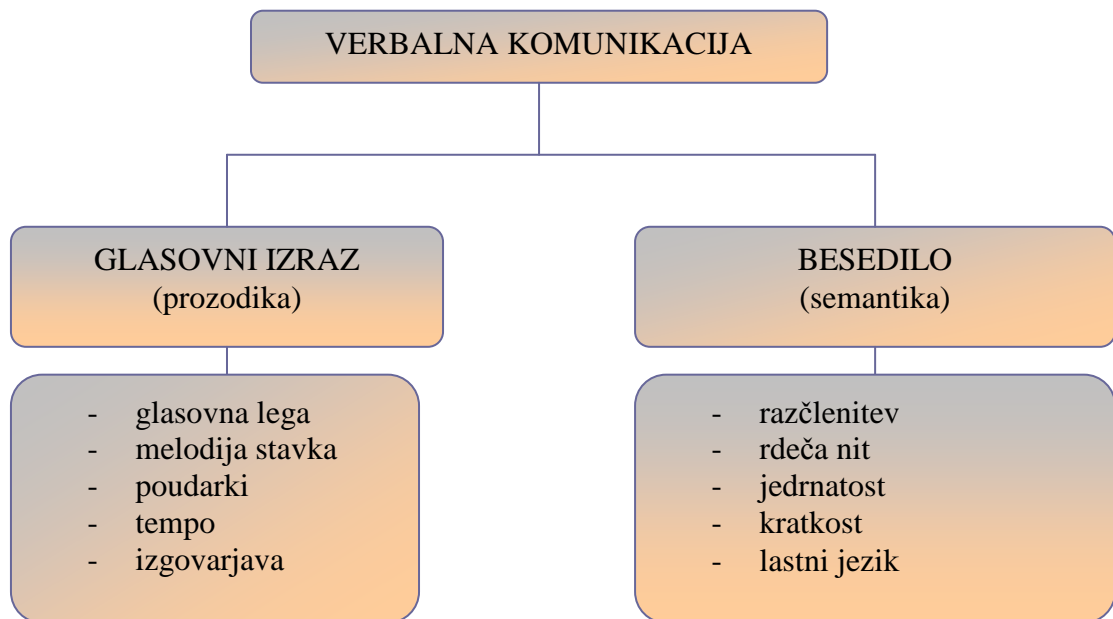 VERBALNA KOMUNIKACIJA
GLASOVNI IZRAZ
(prozodika)
- glasovna lega
- melodija stavka
- poudarki
- tempo
- izgovarjava
BESEDILO
(semantika)
- razčlenitev
- rdeča nit
- jedrnatost
- kratkost
- lastni jezik